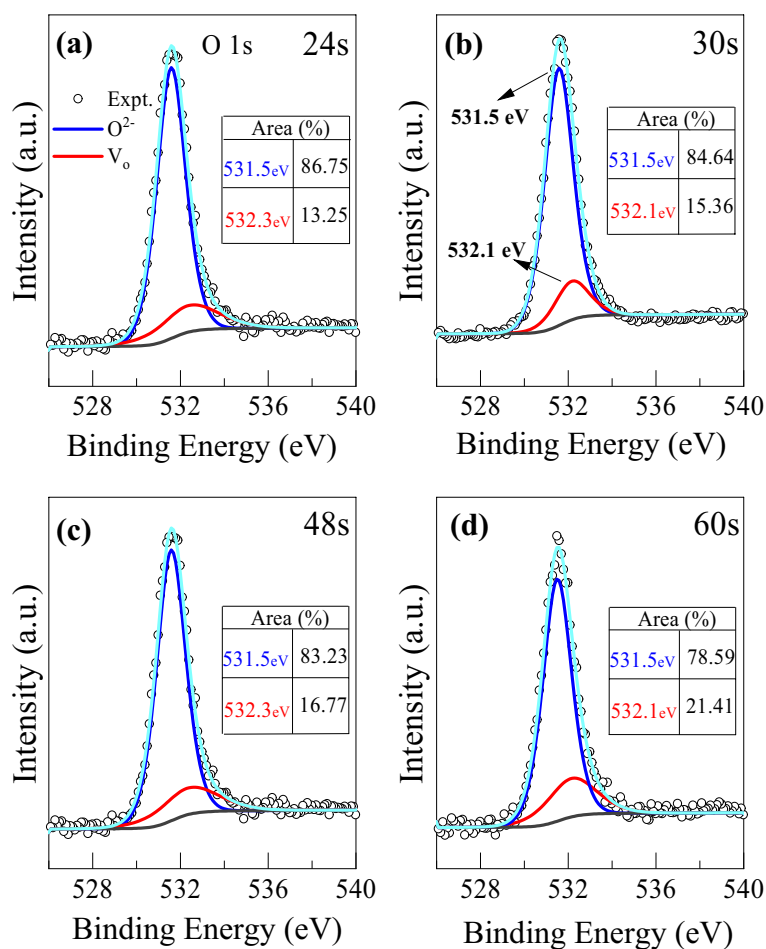 (a) O 1s 24s
Expt.
O²⁻
Vₒ
Area (%)
531.5eV 86.75
532.3eV 13.25
Intensity (a.u.)
528 532 536 540
Binding Energy (eV)
(b) 30s
531.5 eV
532.1 eV
Area (%)
531.5eV 84.64
532.1eV 15.36
Intensity (a.u.)
528 532 536 540
Binding Energy (eV)
(c) 48s
Area (%)
531.5eV 83.23
532.3eV 16.77
Intensity (a.u.)
528 532 536 540
Binding Energy (eV)
(d) 60s
Area (%)
531.5eV 78.59
532.1eV 21.41
Intensity (a.u.)
528 532 536 540
Binding Energy (eV)